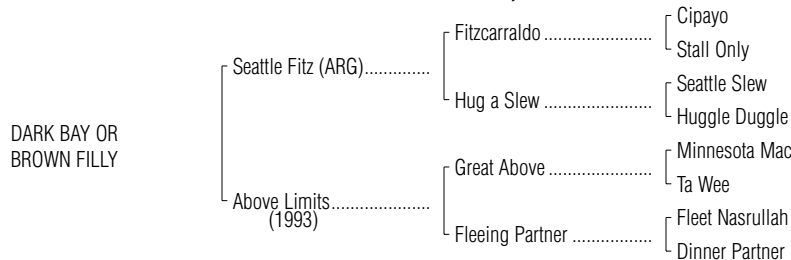 Cipayo
Fitzcarraldo ........................
Stall Only
Seattle Fitz (ARG)..............
Seattle Slew
Hug a Slew ........................
Huggle Duggle
DARK BAY OR
BROWN FILLY
Minnesota Mac
Great Above ........................
Ta Wee
Above Limits.....................
(1993)
Fleet Nasrullah
Fleeing Partner ..................
Dinner Partner